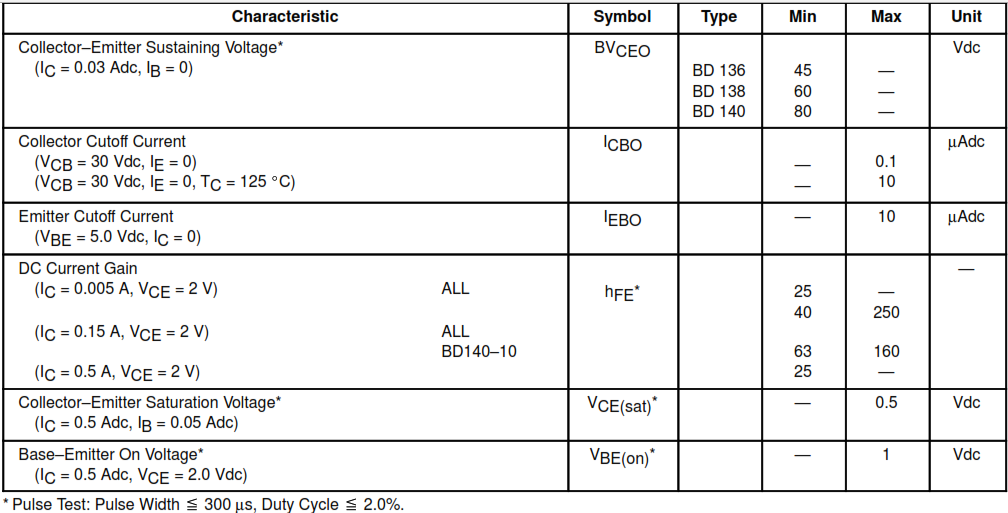 Characteristic Symbol Type Min Max Unit
Collector–Emitter Sustaining Voltage* BVCEO Vdc
(IC = 0.03 Adc, IB = 0)
BD 136 45 —
BD 138 60 —
BD 140 80 —
Collector Cutoff Current ICBO μAdc
(VCB = 30 Vdc, IE = 0) — 0.1
(VCB = 30 Vdc, IE = 0, TC = 125 °C) — 10
Emitter Cutoff Current IEBO — 10 μAdc
(VBE = 5.0 Vdc, IC = 0)
DC Current Gain —
(IC = 0.005 A, VCE = 2 V) ALL hFE* 25 —
40 250
(IC = 0.15 A, VCE = 2 V) ALL
BD140–10 63 160
(IC = 0.5 A, VCE = 2 V) 25 —
Collector–Emitter Saturation Voltage* VCE(sat)* — 0.5 Vdc
(IC = 0.5 Adc, IB = 0.05 Adc)
Base–Emitter On Voltage* VBE(on)* — 1 Vdc
(IC = 0.5 Adc, VCE = 2.0 Vdc)
* Pulse Test: Pulse Width ≦ 300 μs, Duty Cycle ≦ 2.0%.